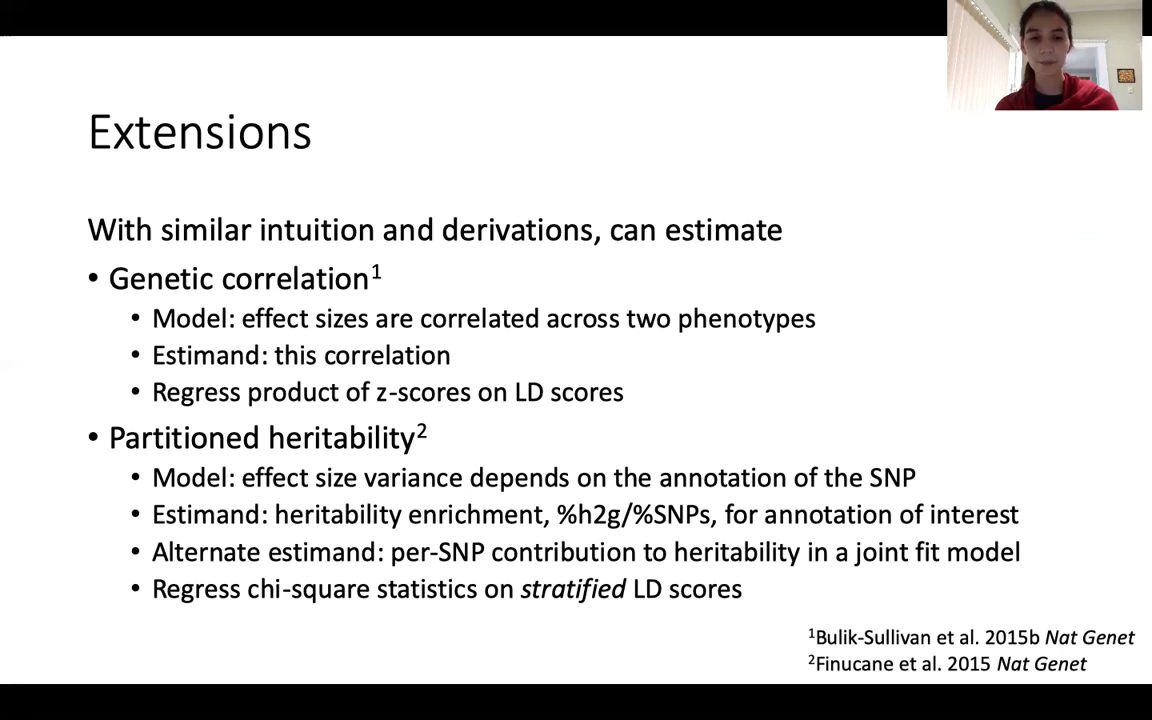 Extensions
With similar intuition and derivations, can estimate
• Genetic correlation¹
• Model: effect sizes are correlated across two phenotypes
• Estimand: this correlation
• Regress product of z-scores on LD scores
• Partitioned heritability²
• Model: effect size variance depends on the annotation of the SNP
• Estimand: heritability enrichment, %h2g/%SNPs, for annotation of interest
• Alternate estimand: per-SNP contribution to heritability in a joint fit model
• Regress chi-square statistics on stratified LD scores
¹Bulik-Sullivan et al. 2015b Nat Genet
²Finucane et al. 2015 Nat Genet